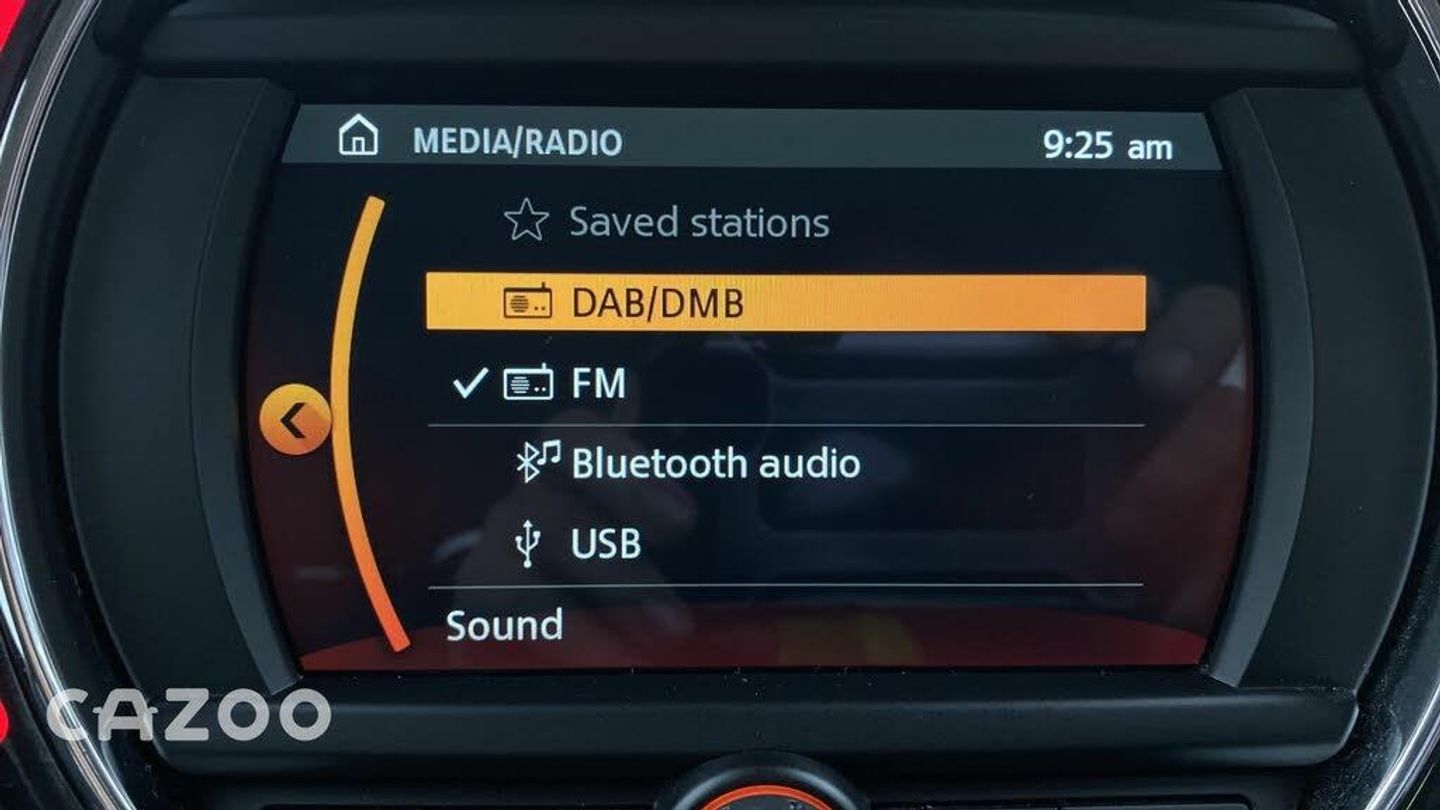 MEDIA/RADIO 9:25 am
Saved stations
DAB/DMB
FM
Bluetooth audio
USB
Sound
CAZOO